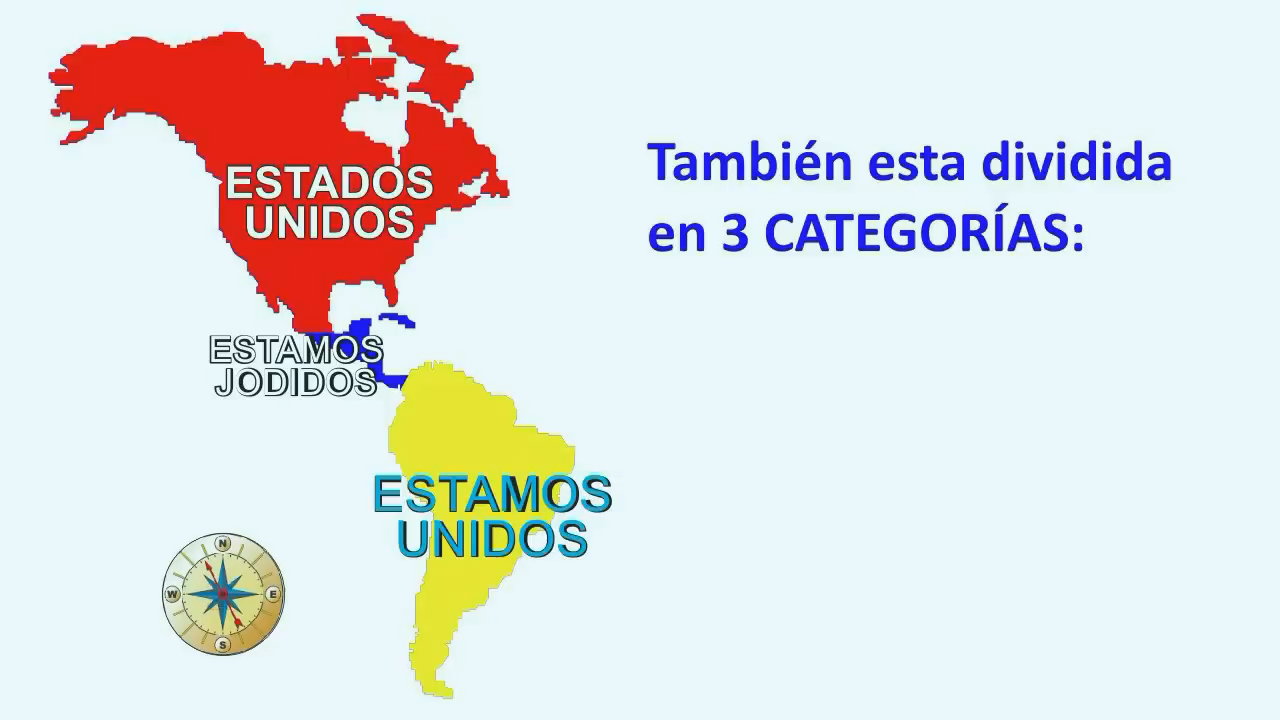 ESTADOS
UNIDOS
También esta dividida
en 3 CATEGORÍAS:
ESTAMOS
JODIDOS
ESTAMOS
UNIDOS
N
W
E
S